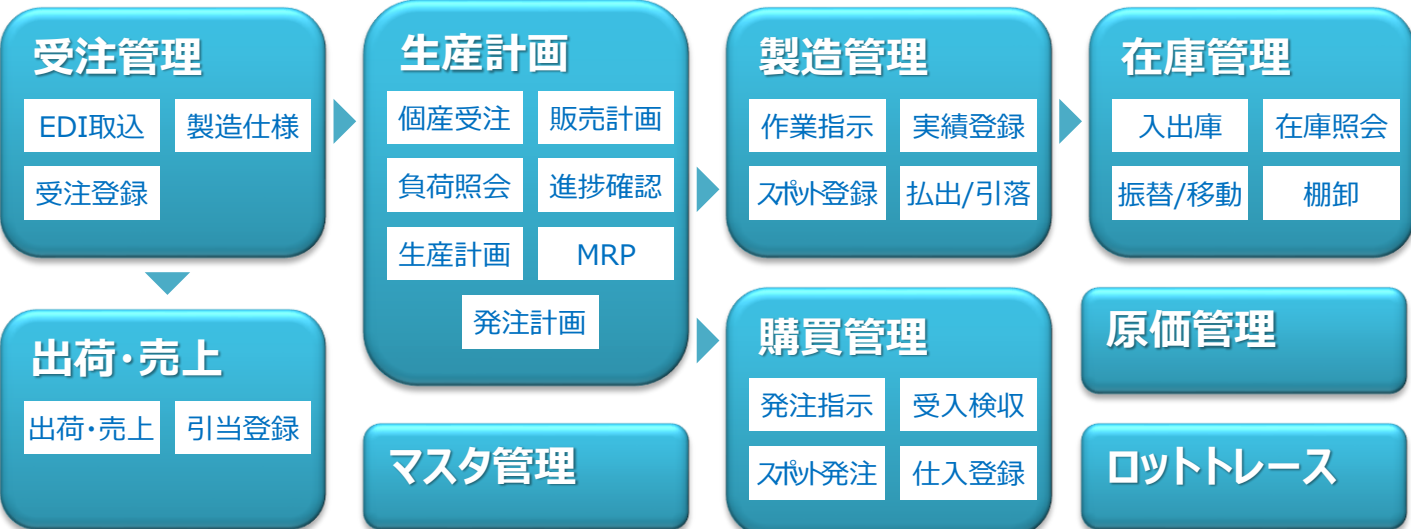 受注管理
EDI取込
製造仕様
受注登録
出荷・売上
出荷・売上
引当登録
生産計画
個産受注
販売計画
負荷照会
進捗確認
生産計画
MRP
発注計画
マスタ管理
製造管理
作業指示
実績登録
スポット登録
払出/引落
購買管理
発注指示
受入検収
スポット発注
仕入登録
在庫管理
入出庫
在庫照会
振替/移動
棚卸
原価管理
ロットトレース